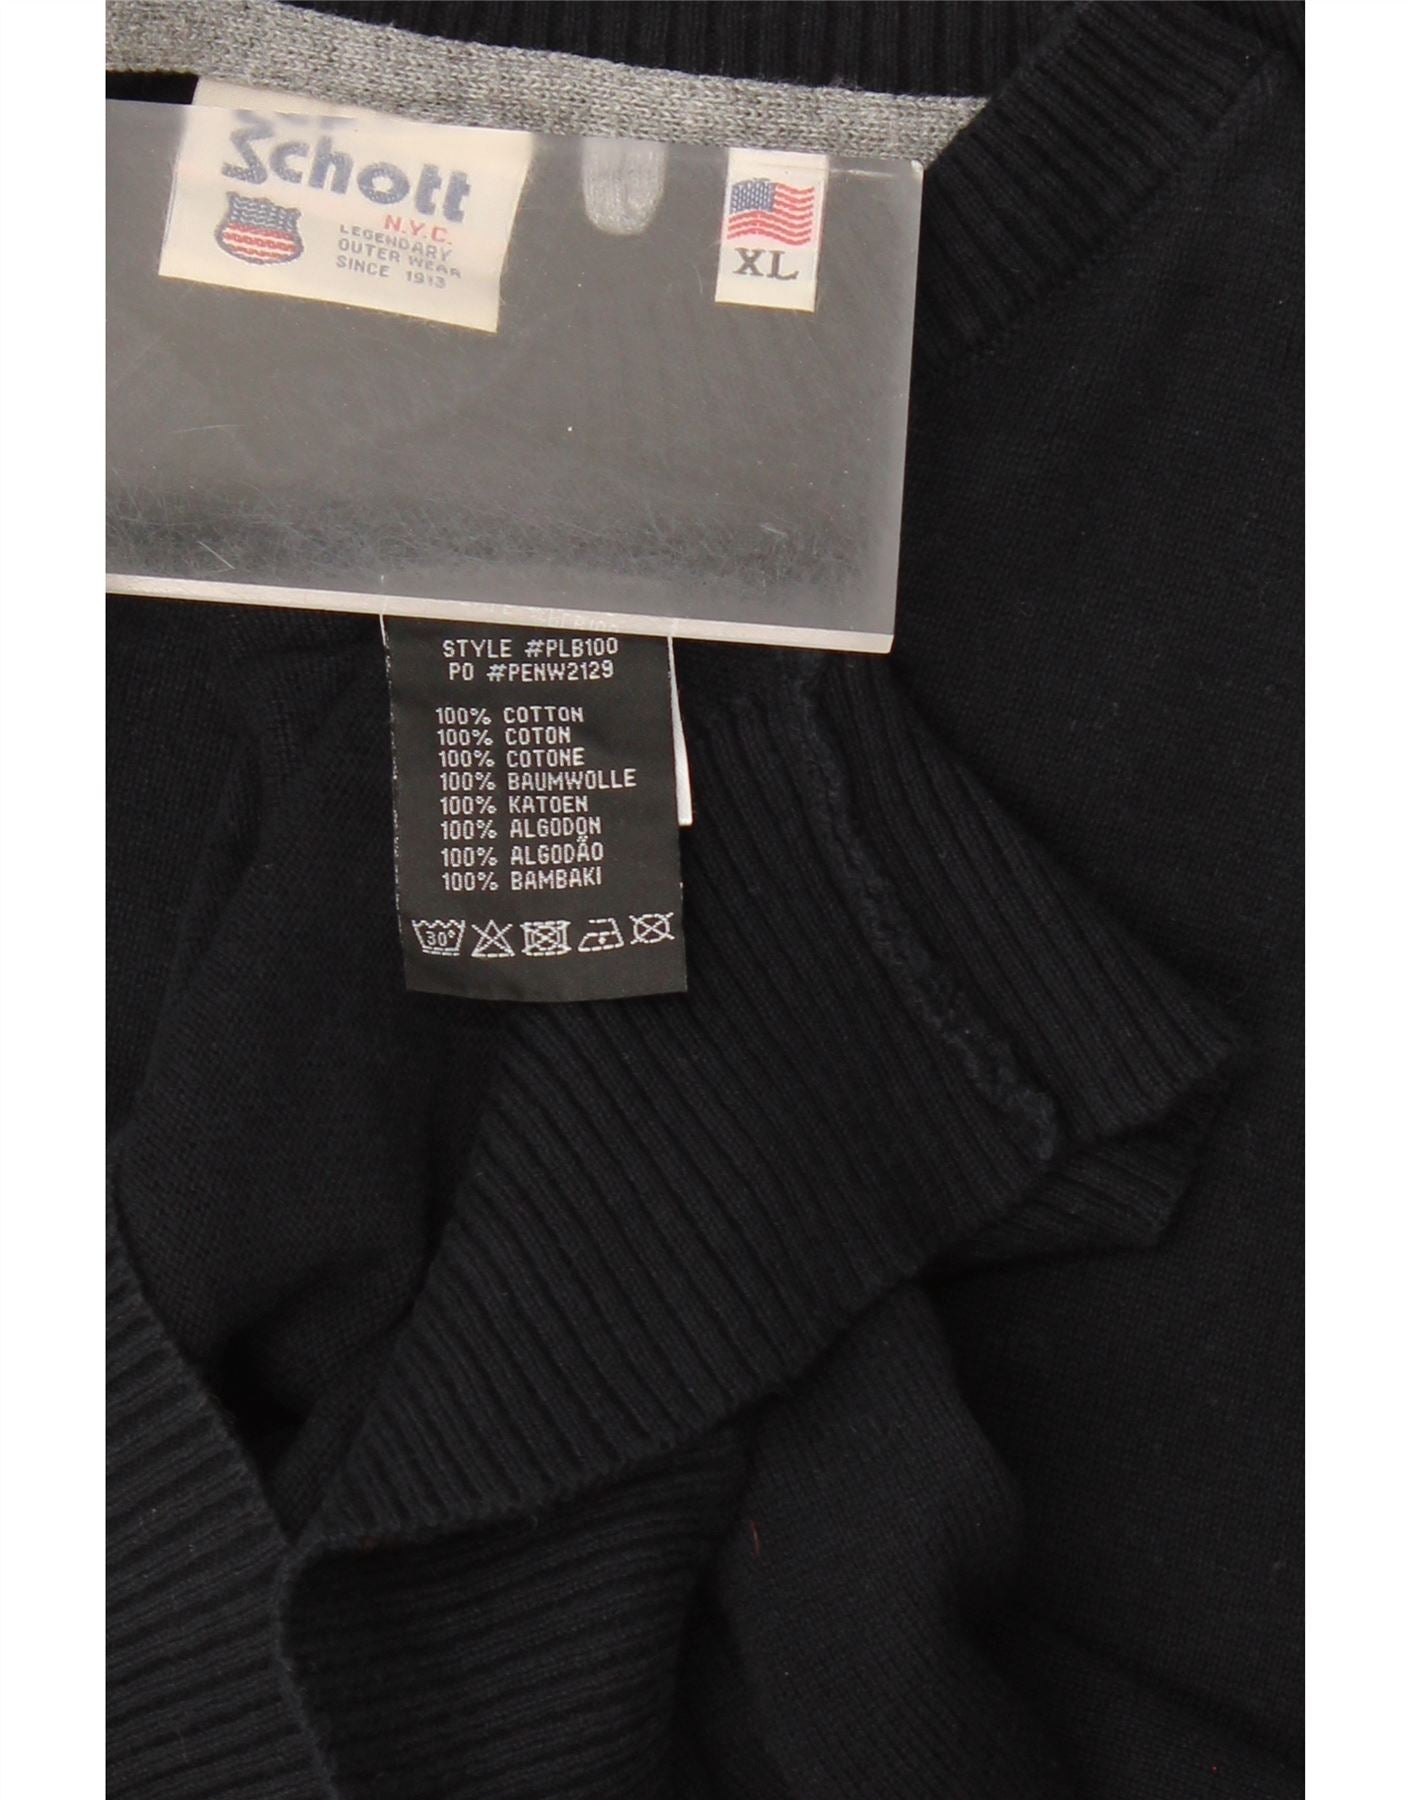 Schott
N.Y.C.
LEGENDARY
OUTER WEAR
SINCE 1913
XL
STYLE #PLB100
PO #PENW2129
100% COTTON
100% COTON
100% COTONE
100% BAUMWOLLE
100% KATOEN
100% ALGODON
100% ALGODÃO
100% BAMBAKI
30°